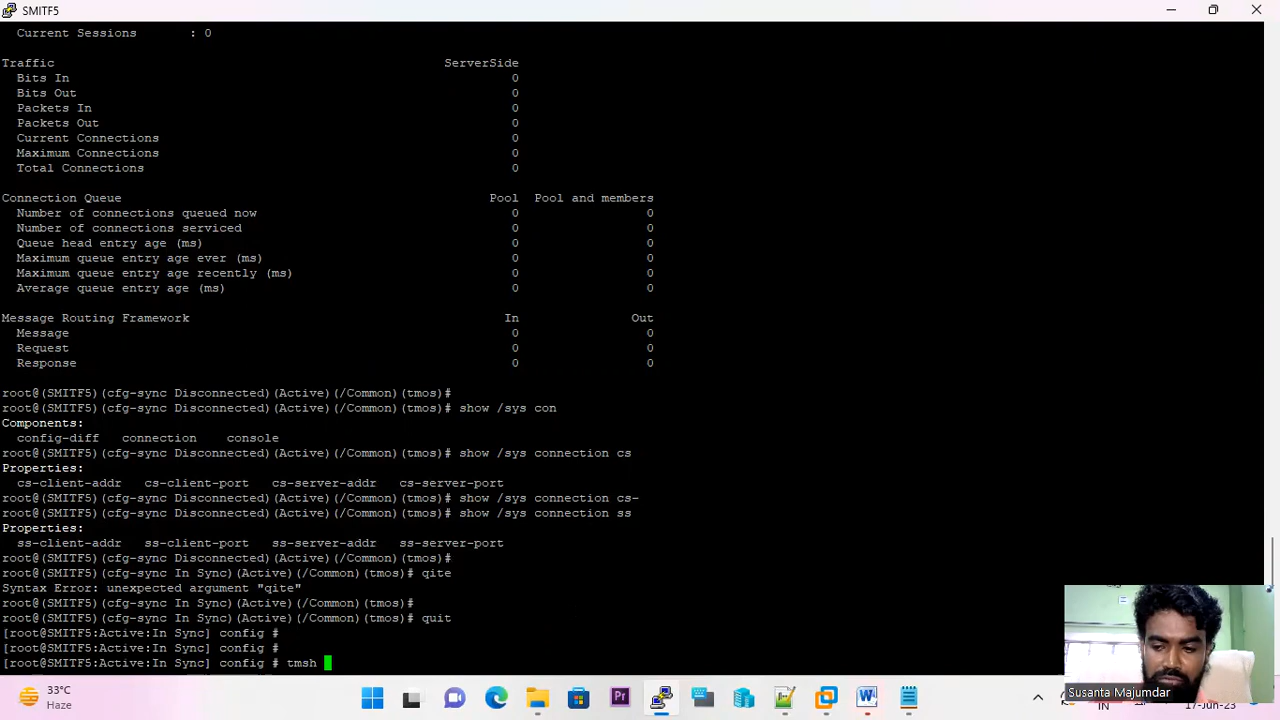 SMITF5
Current Sessions : 0
Traffic ServerSide
Bits In 0
Bits Out 0
Packets In 0
Packets Out 0
Current Connections 0
Maximum Connections 0
Total Connections 0
Connection Queue Pool Pool and members
Number of connections queued now 0 0
Number of connections serviced 0 0
Queue head entry age (ms) 0 0
Maximum queue entry age ever (ms) 0 0
Maximum queue entry age recently (ms) 0 0
Average queue entry age (ms) 0 0
Message Routing Framework In Out
Message 0 0
Request 0 0
Response 0 0
root@(SMITF5)(cfg-sync Disconnected)(Active)(/Common)(tmos)#
root@(SMITF5)(cfg-sync Disconnected)(Active)(/Common)(tmos)# show /sys con
Components:
config-diff connection console
root@(SMITF5)(cfg-sync Disconnected)(Active)(/Common)(tmos)# show /sys connection cs
Properties:
cs-client-addr cs-client-port cs-server-addr cs-server-port
root@(SMITF5)(cfg-sync Disconnected)(Active)(/Common)(tmos)# show /sys connection cs-
root@(SMITF5)(cfg-sync Disconnected)(Active)(/Common)(tmos)# show /sys connection ss
Properties:
ss-client-addr ss-client-port ss-server-addr ss-server-port
root@(SMITF5)(cfg-sync Disconnected)(Active)(/Common)(tmos)#
root@(SMITF5)(cfg-sync In Sync)(Active)(/Common)(tmos)# qite
Syntax Error: unexpected argument "qite"
root@(SMITF5)(cfg-sync In Sync)(Active)(/Common)(tmos)#
root@(SMITF5)(cfg-sync In Sync)(Active)(/Common)(tmos)# quit
[root@SMITF5:Active:In Sync] config #
[root@SMITF5:Active:In Sync] config #
[root@SMITF5:Active:In Sync] config # tmsh
Susanta Majumdar
33°C
Haze
Pr
W
IN
17-Jun-23